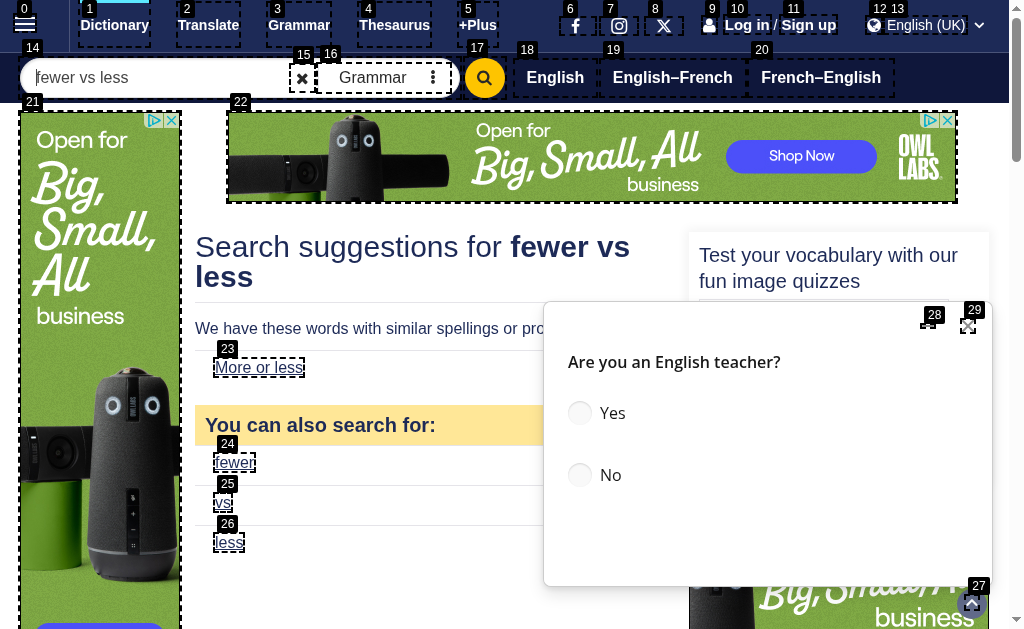 0 1 2 3 4 5 6 7 8 9 10 11 12 13
Dictionary Translate Grammar Thesaurus +Plus Log in / Sign up English (UK)
14 15 16 17 18 19 20
fewer vs less Grammar English English–French French–English
21 22
Open for
Big,
Small,
All
business
Open for
Big, Small, All
business
Shop Now
OWL
LABS
Search suggestions for fewer vs
less
We have these words with similar spellings or pro
23
More or less
You can also search for:
24
fewer
25
vs
26
less
Test your vocabulary with our
fun image quizzes
28 29
Are you an English teacher?
Yes
No
27
Big, Small, All
business